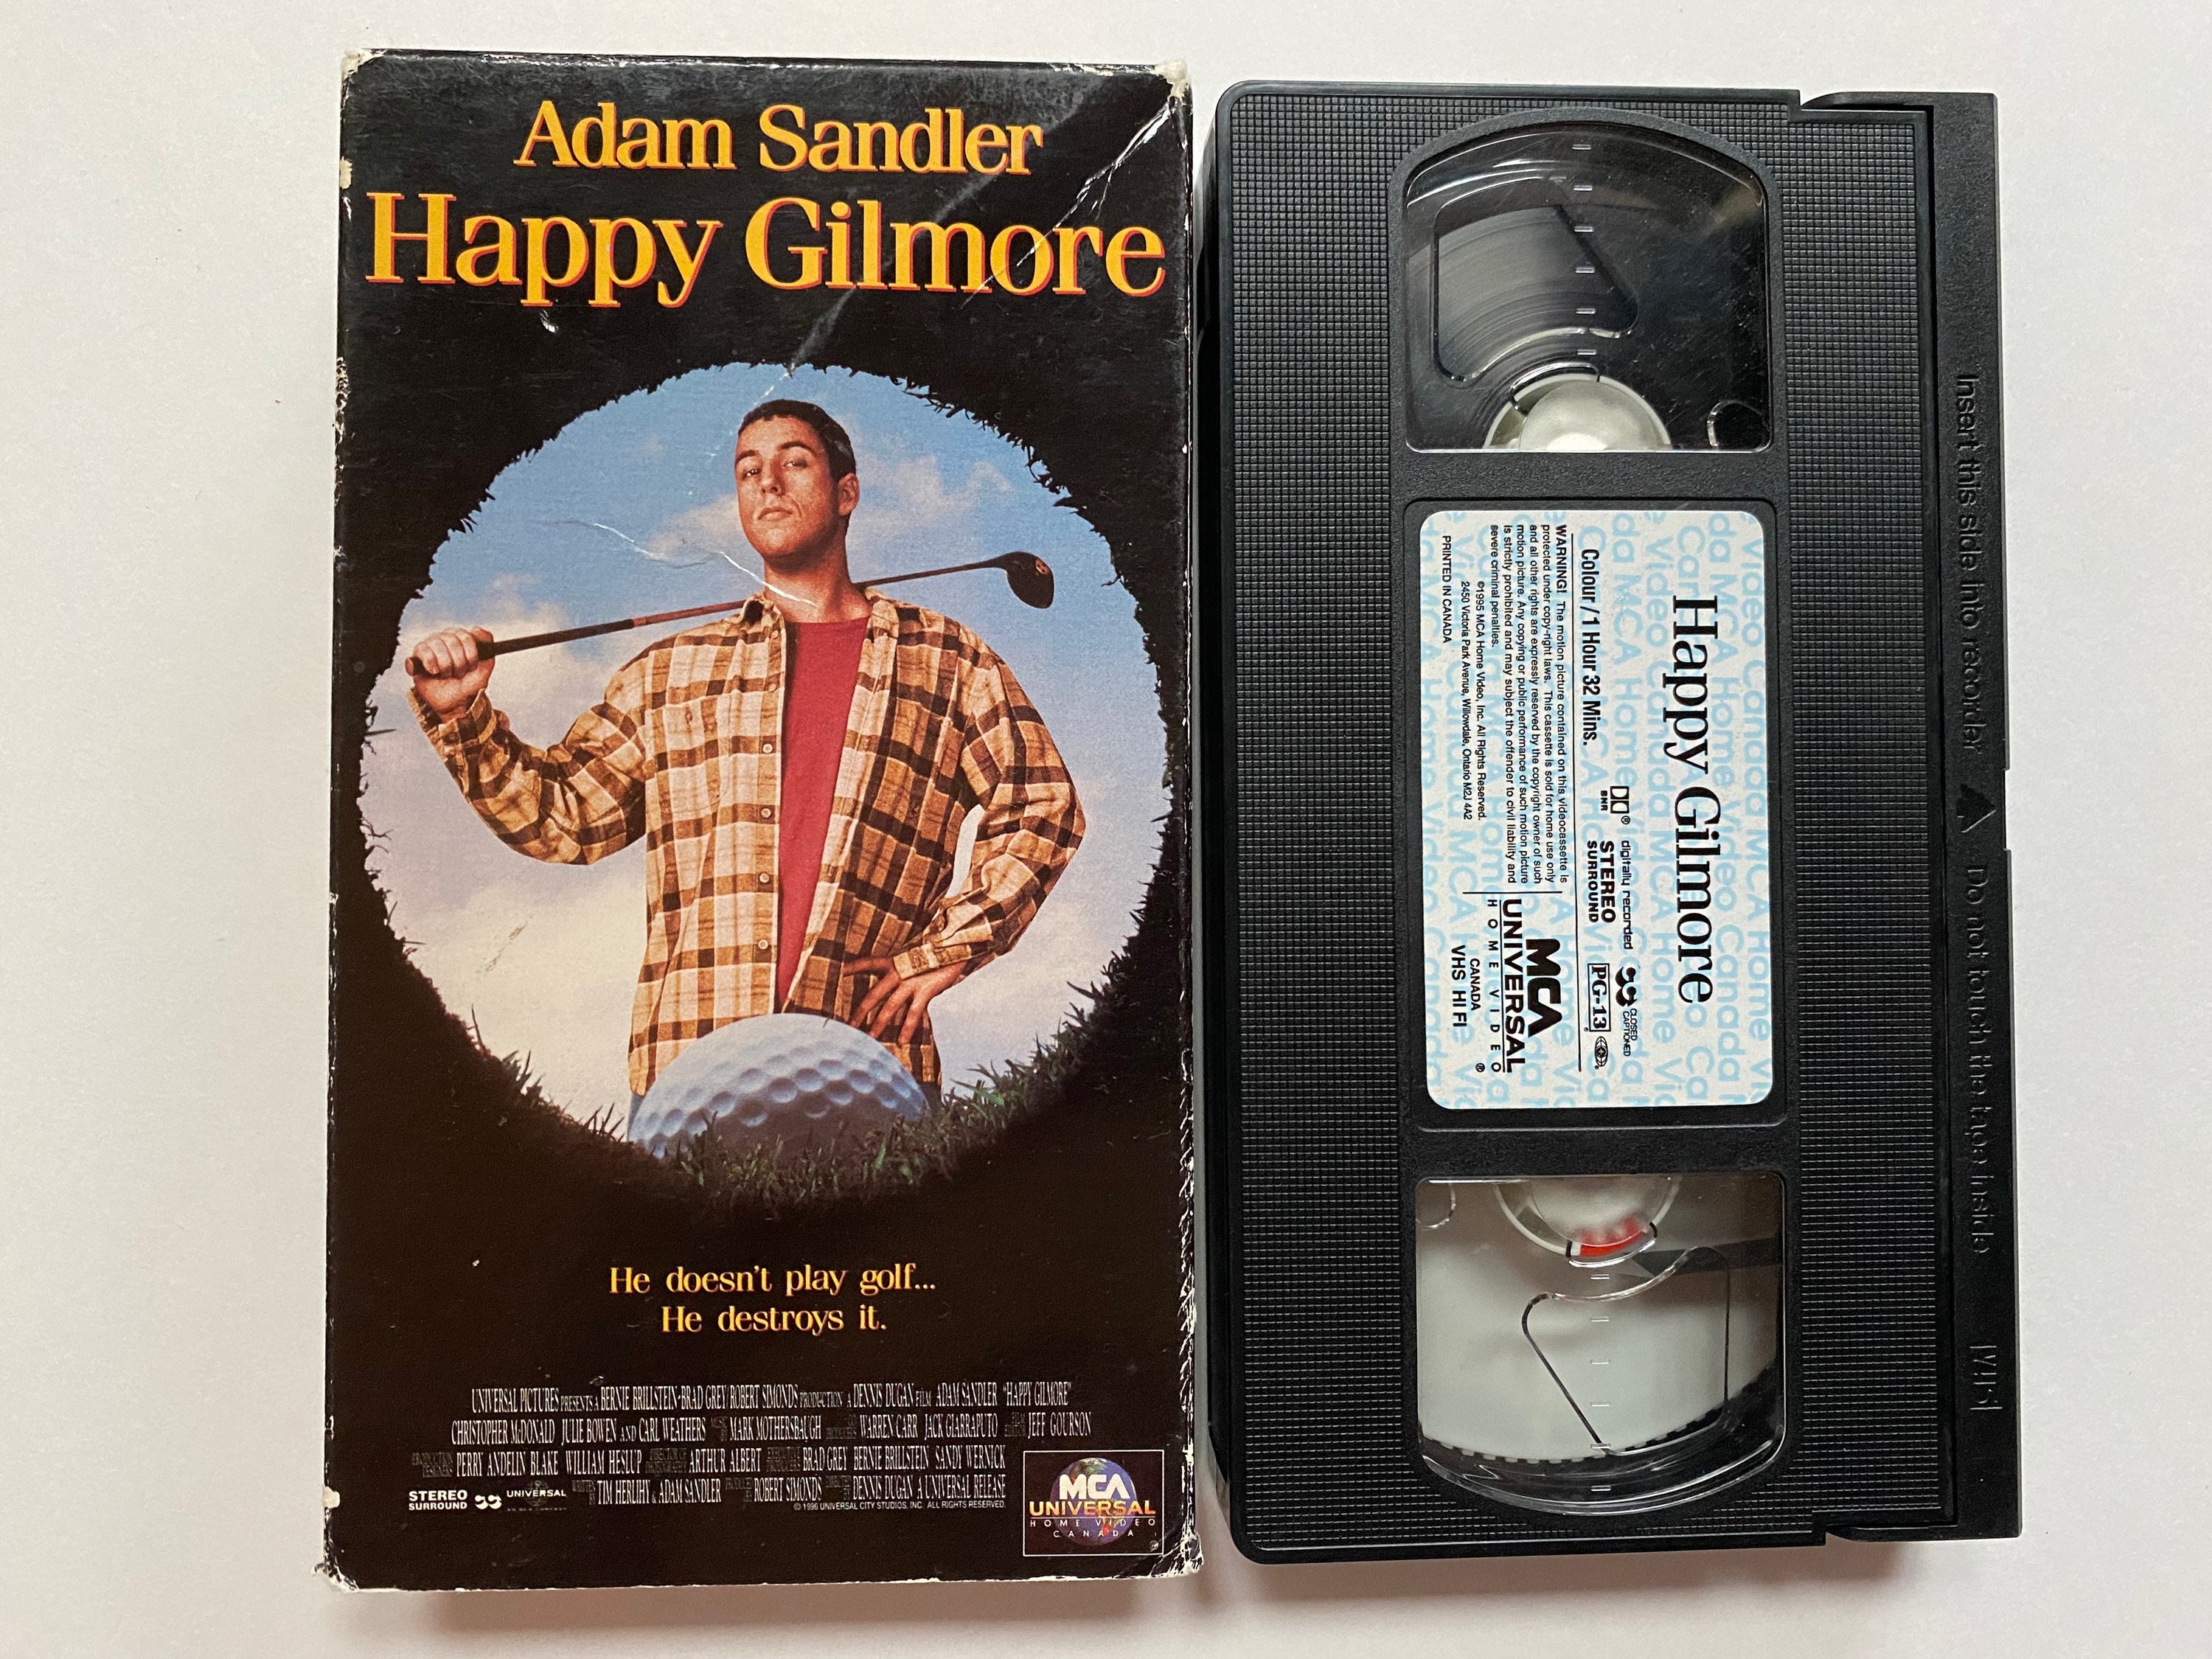 Adam Sandler
Happy Gilmore
He doesn't play golf...
He destroys it.
UNIVERSAL PICTURES PRESENTS A BERNIE BRILLSTEIN-BRAD GREY/ROBERT SIMONDS PRODUCTION A DENNIS DUGAN FILM ADAM SANDLER "HAPPY GILMORE"
CHRISTOPHER McDONALD JULIE BOWEN AND CARL WEATHERS MARK MOTHERSBAUGH WARREN CARR JACK GIARRAPUTO JEFF GOURSON
PERRY ANDELIN BLAKE WILLIAM HESLUP ARTHUR ALBERT BRAD GREY BERNIE BRILLSTEIN SANDY WERNICK
TIM HERLIHY & ADAM SANDLER ROBERT SIMONDS DENNIS DUGAN A UNIVERSAL RELEASE
STEREO
SURROUND
UNIVERSAL
© 1996 UNIVERSAL CITY STUDIOS, INC. ALL RIGHTS RESERVED.
MCA
UNIVERSAL
HOME VIDEO
CANADA
Happy Gilmore
Colour / 1 Hour 32 Mins.
BNR
digitally recorded
STEREO
SURROUND
CLOSED
CAPTIONED
PG-13
WARNING! The motion picture contained on this videocassette is
protected under copy-right laws. This cassette is sold for home use only
and all other rights are expressly reserved by the copyright owner of such
motion picture. Any copying or public performance of such motion picture
is strictly prohibited and may subject the offender to civil liability and
severe criminal penalties.
©1995 MCA Home Video, Inc. All Rights Reserved.
2450 Victoria Park Avenue, Willowdale, Ontario M2J 4A2
PRINTED IN CANADA
MCA
UNIVERSAL
HOME VIDEO
CANADA
VHS HI FI
Insert this side into recorder ▲ Do not touch the tape inside
VHS